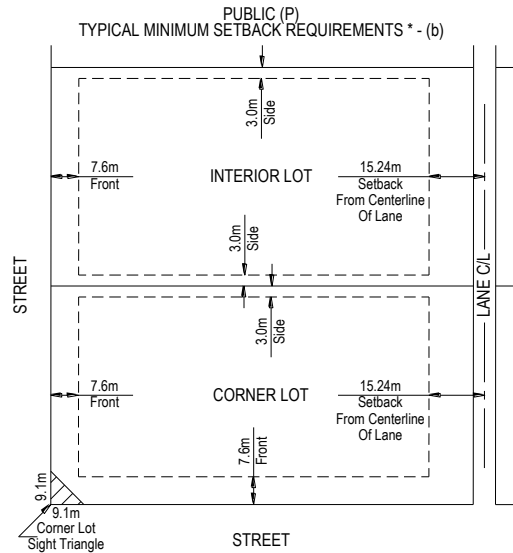 PUBLIC (P)
TYPICAL MINIMUM SETBACK REQUIREMENTS * - (b)
3.0m
Side
7.6m
Front
INTERIOR LOT
15.24m
Setback
From Centerline
Of Lane
3.0m
Side
STREET
LANE C/L
3.0m
Side
7.6m
Front
CORNER LOT
15.24m
Setback
From Centerline
Of Lane
7.6m
Front
9.1m
9.1m
Corner Lot
Sight Triangle
STREET